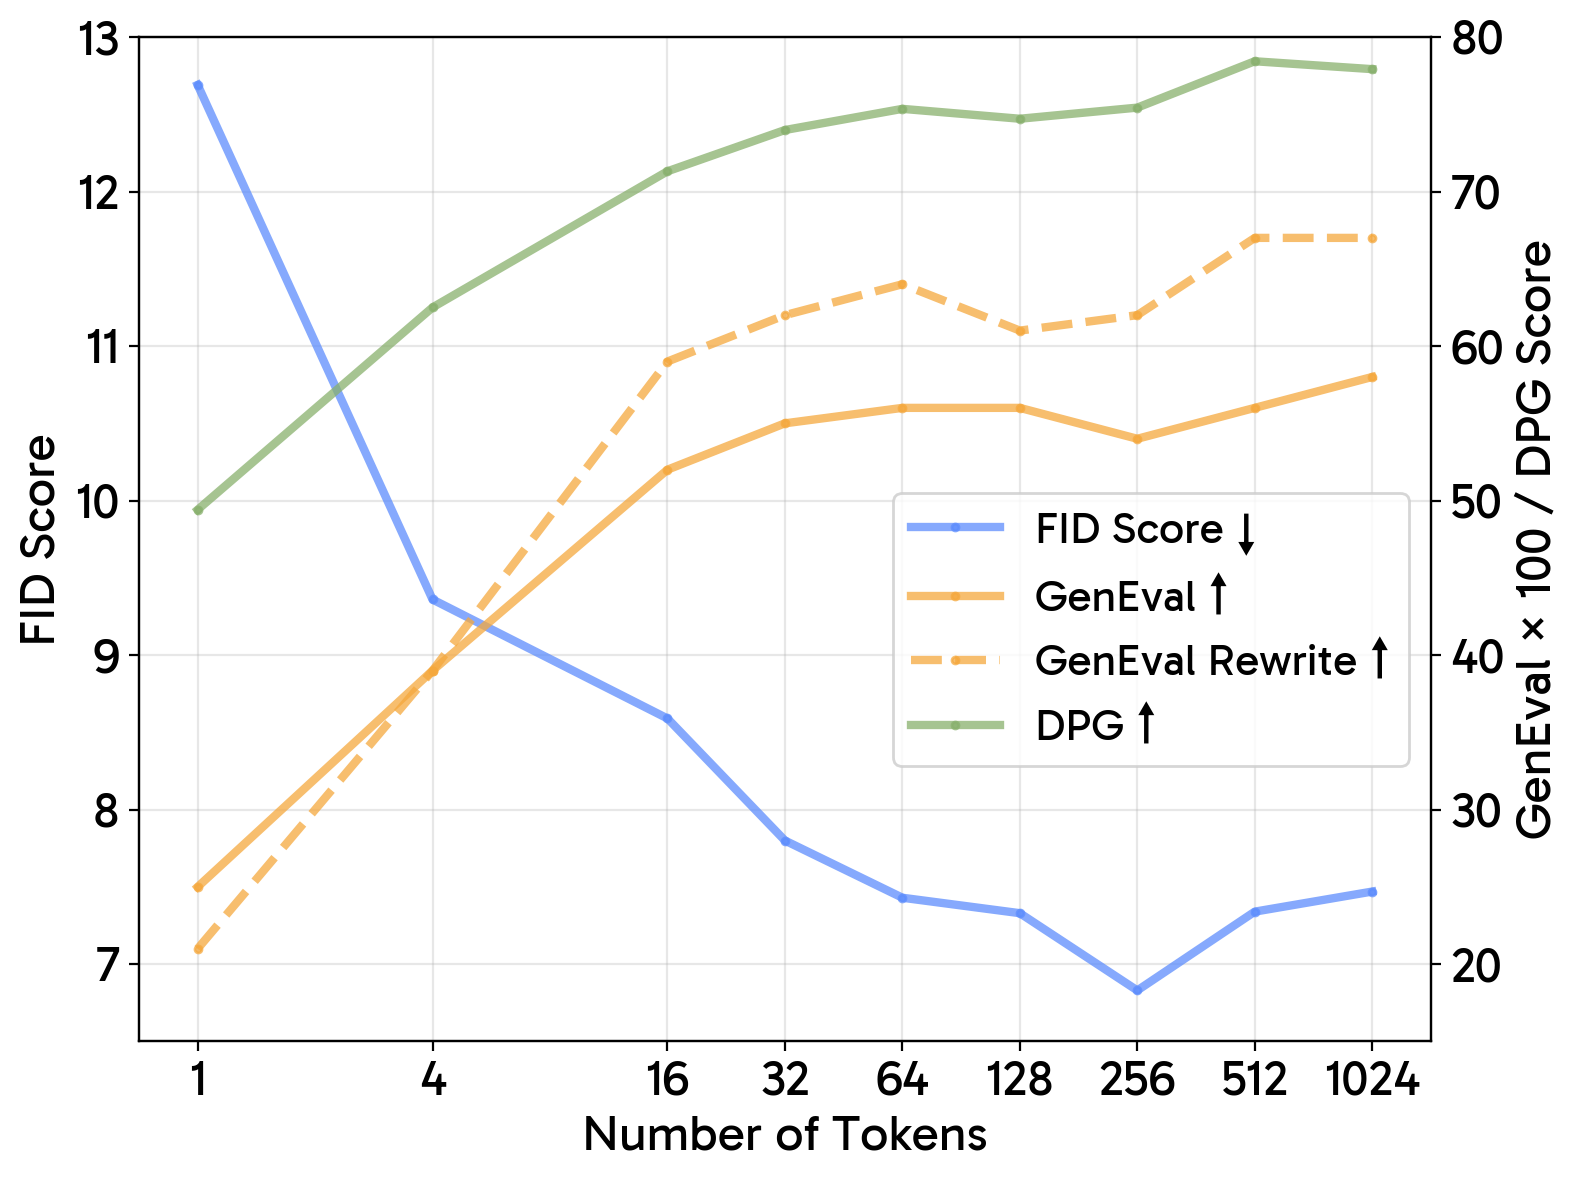 13
12
11
10
9
8
7
FID Score
80
70
60
50
40
30
20
GenEval × 100 / DPG Score
FID Score ↓
GenEval ↑
GenEval Rewrite ↑
DPG ↑
1 4 16 32 64 128 256 512 1024
Number of Tokens